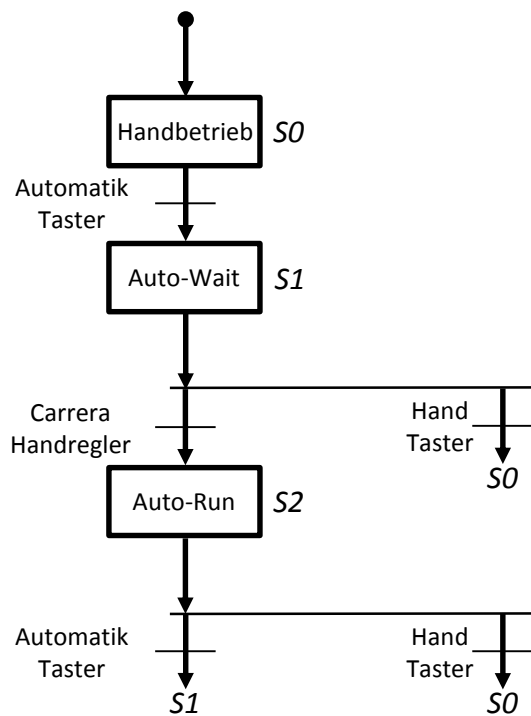 Handbetrieb S0
Automatik
Taster
Auto-Wait S1
Carrera
Handregler
Hand
Taster
S0
Auto-Run S2
Automatik
Taster
S1
Hand
Taster
S0